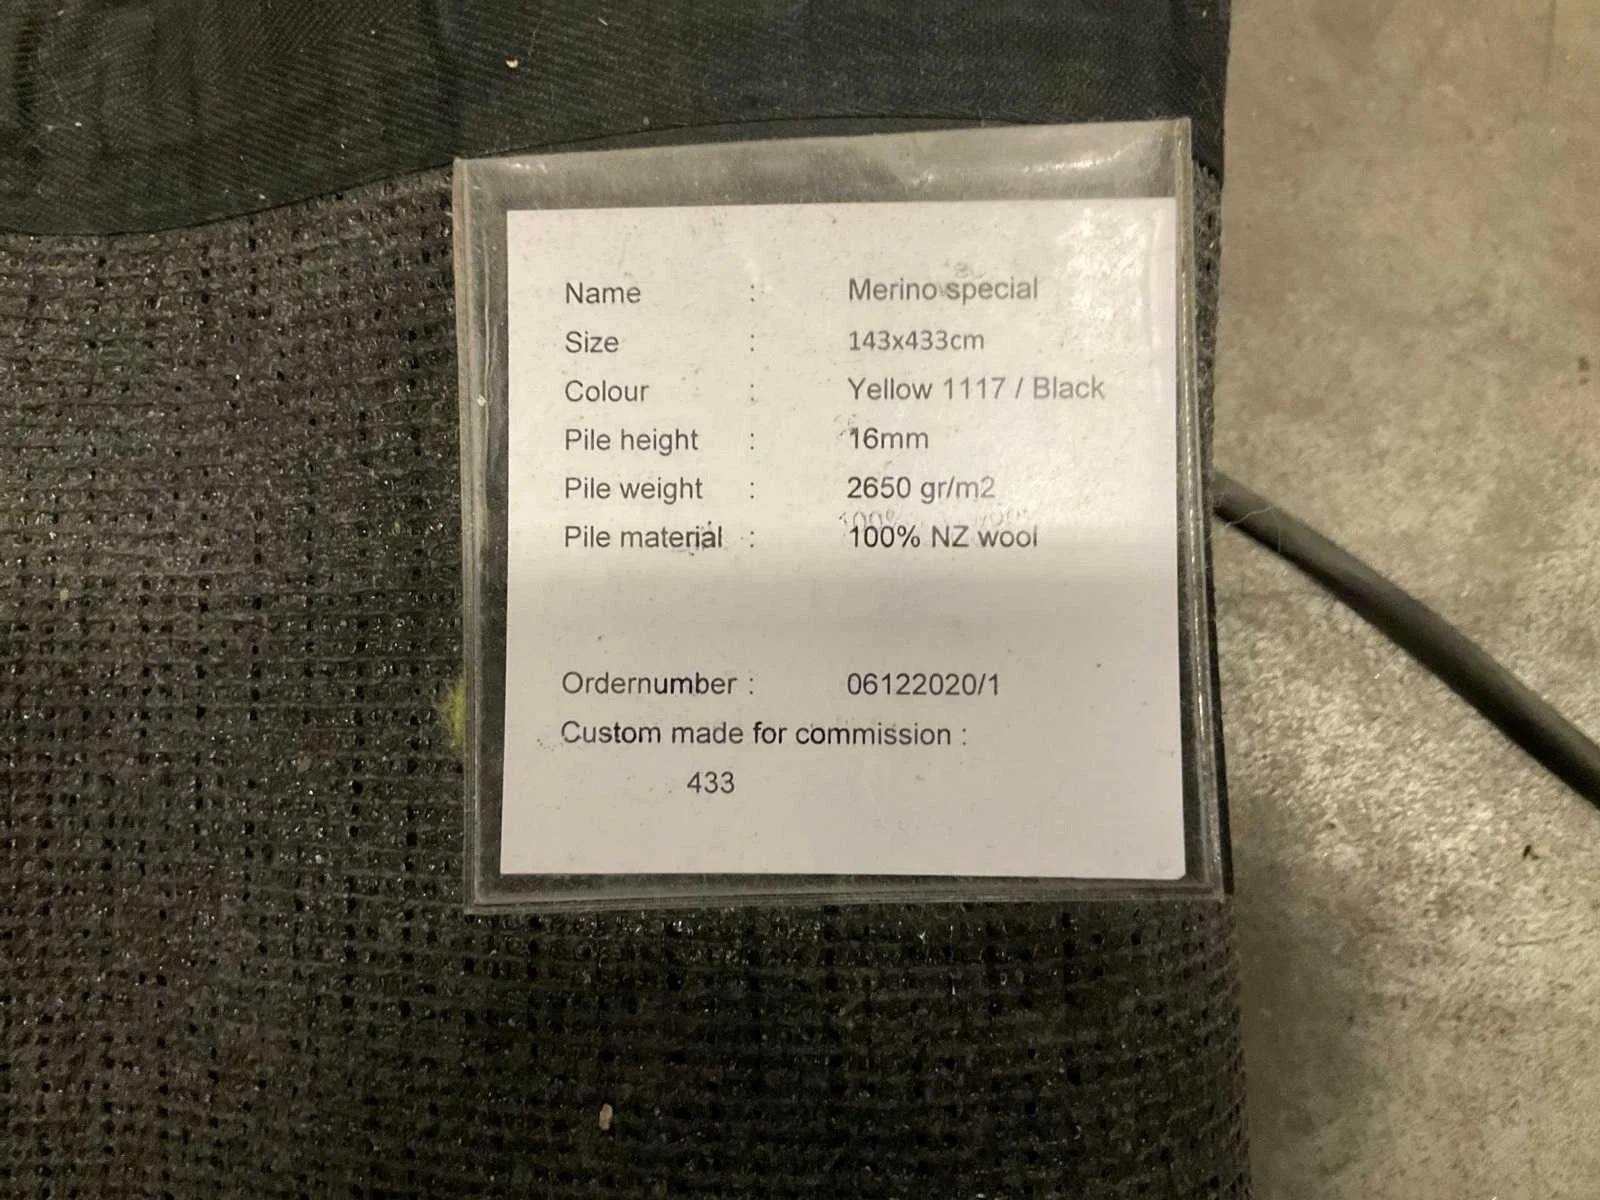 Name : Merino special
Size : 143x433cm
Colour : Yellow 1117 / Black
Pile height : 16mm
Pile weight : 2650 gr/m2
Pile material : 100% NZ wool
Ordernumber : 06122020/1
Custom made for commission :
433